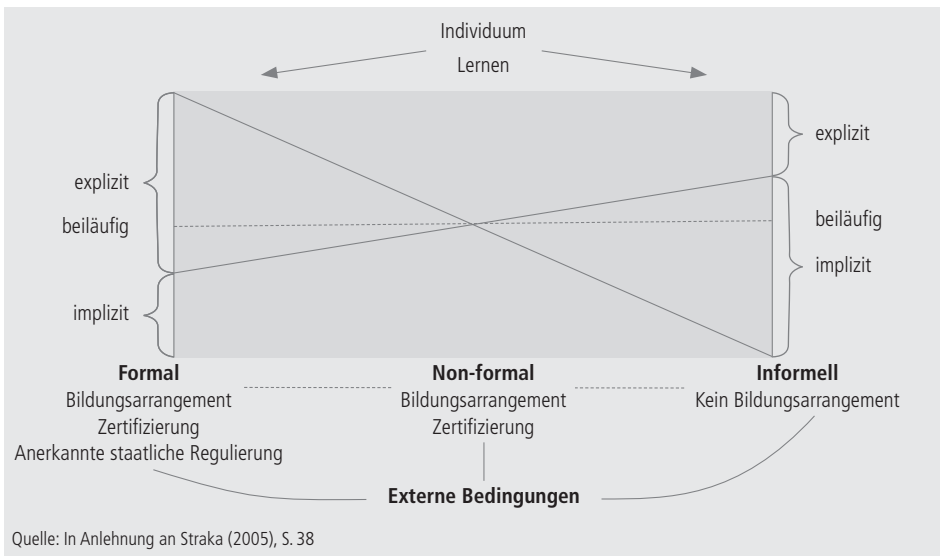 Individuum
Lernen
explizit
beiläufig
implizit
explizit
beiläufig
implizit
Formal
Bildungsarrangement
Zertifizierung
Anerkannte staatliche Regulierung
Non-formal
Bildungsarrangement
Zertifizierung
Informell
Kein Bildungsarrangement
Externe Bedingungen
Quelle: In Anlehnung an Straka (2005), S. 38